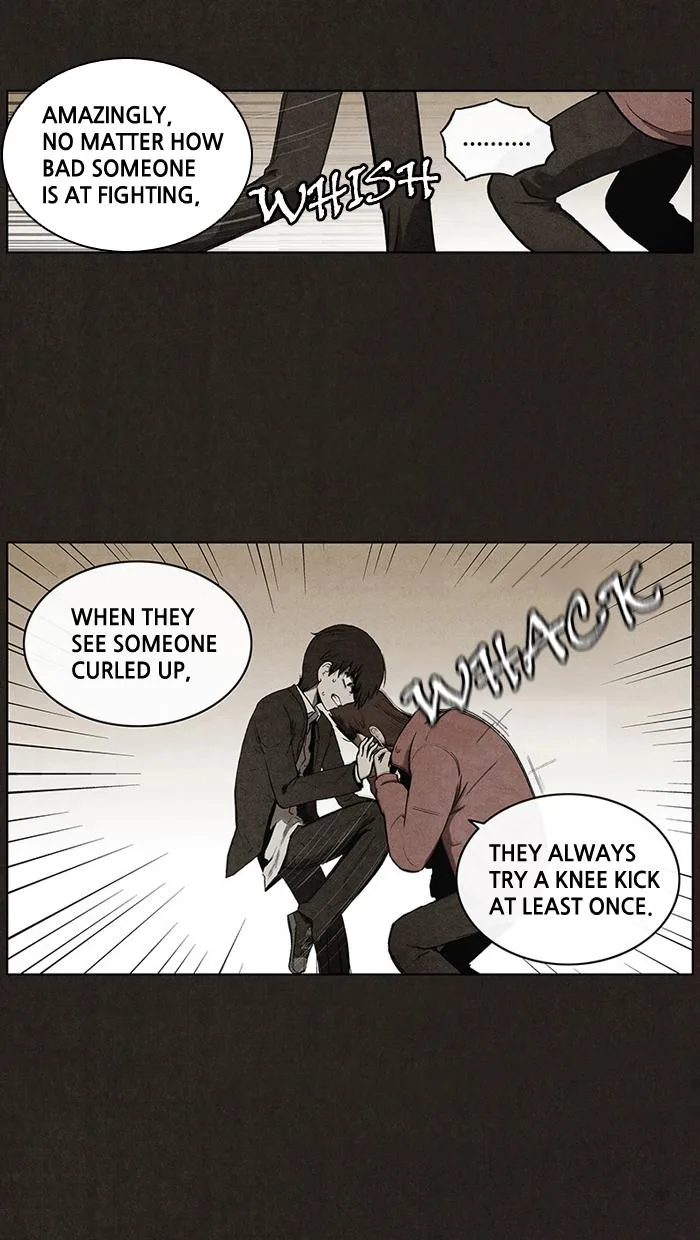 AMAZINGLY,
NO MATTER HOW
BAD SOMEONE
IS AT FIGHTING,
WHISH
..........
WHEN THEY
SEE SOMEONE
CURLED UP,
WHACK
THEY ALWAYS
TRY A KNEE KICK
AT LEAST ONCE.